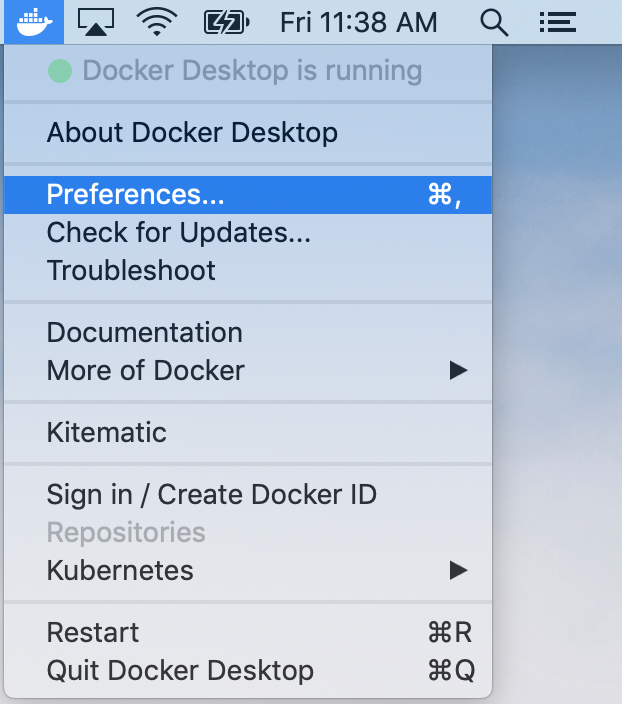 Fri 11:38 AM
Docker Desktop is running
About Docker Desktop
Preferences... ⌘,
Check for Updates...
Troubleshoot
Documentation
More of Docker
Kitematic
Sign in / Create Docker ID
Repositories
Kubernetes
Restart ⌘R
Quit Docker Desktop ⌘Q